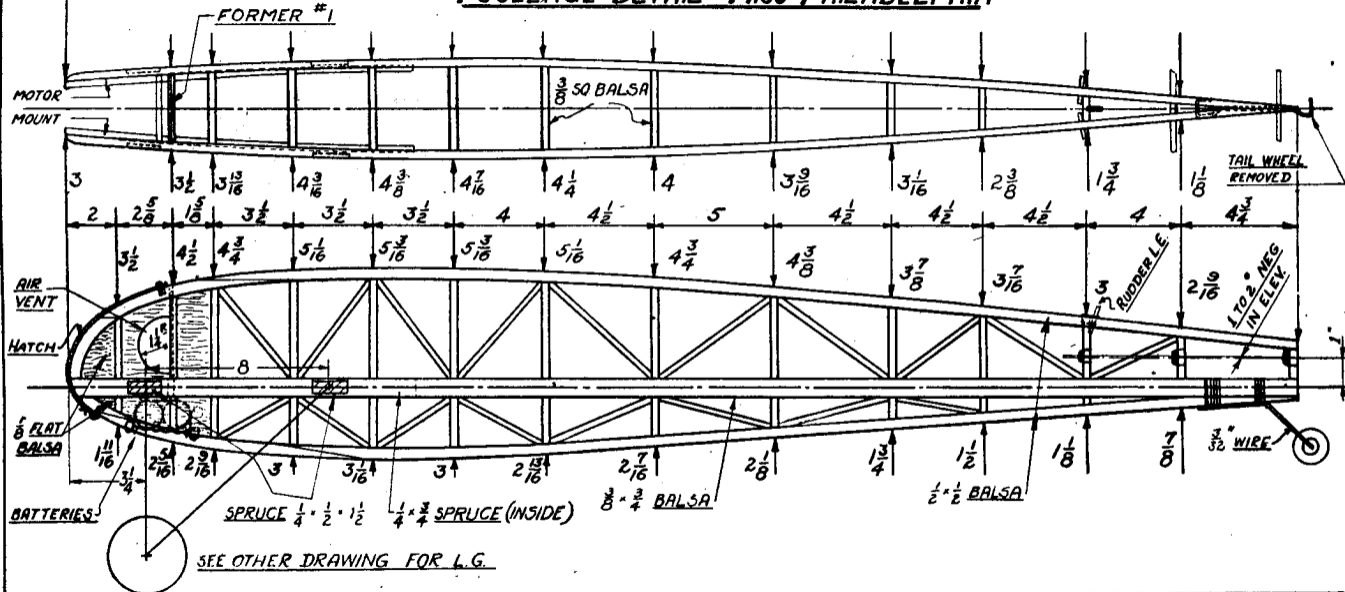 FORMER #1
MOTOR
MOUNT
3/8 SQ BALSA
TAIL WHEEL
REMOVED
3 3 1/2 3 13/16 4 3/16 4 3/8 4 7/16 4 1/4 4 3 9/16 3 1/16 2 3/8 1 3/4 1 1/8
2 2 5/8 1 5/8 3 1/2 3 1/2 3 1/2 4 4 1/2 5 4 1/2 4 1/2 4 1/2 4 4 3/4
3 1/2 4 1/2 4 3/4 5 1/16 5 3/16 5 3/16 5 1/16 4 3/4 4 3/8 3 7/8 3 7/16 3 2 9/16
RUDDER L.E.
1 TO 2° NEG
IN ELEV.
AIR
VENT
HATCH
8
1"
5/8 FLAT
BALSA
1 11/16 2 5/16 2 9/16 3 3 1/16 3 2 13/16 2 7/16 2 1/8 1 3/4 1 1/2 1 1/8 7/8
3 1/4
3/32" WIRE
BATTERIES
SPRUCE 1/4 x 1/2 x 1 1/2
1/4 x 3/4 SPRUCE (INSIDE)
3/8 x 3/4 BALSA
1/2 x 1/2 BALSA
SEE OTHER DRAWING FOR L.G.